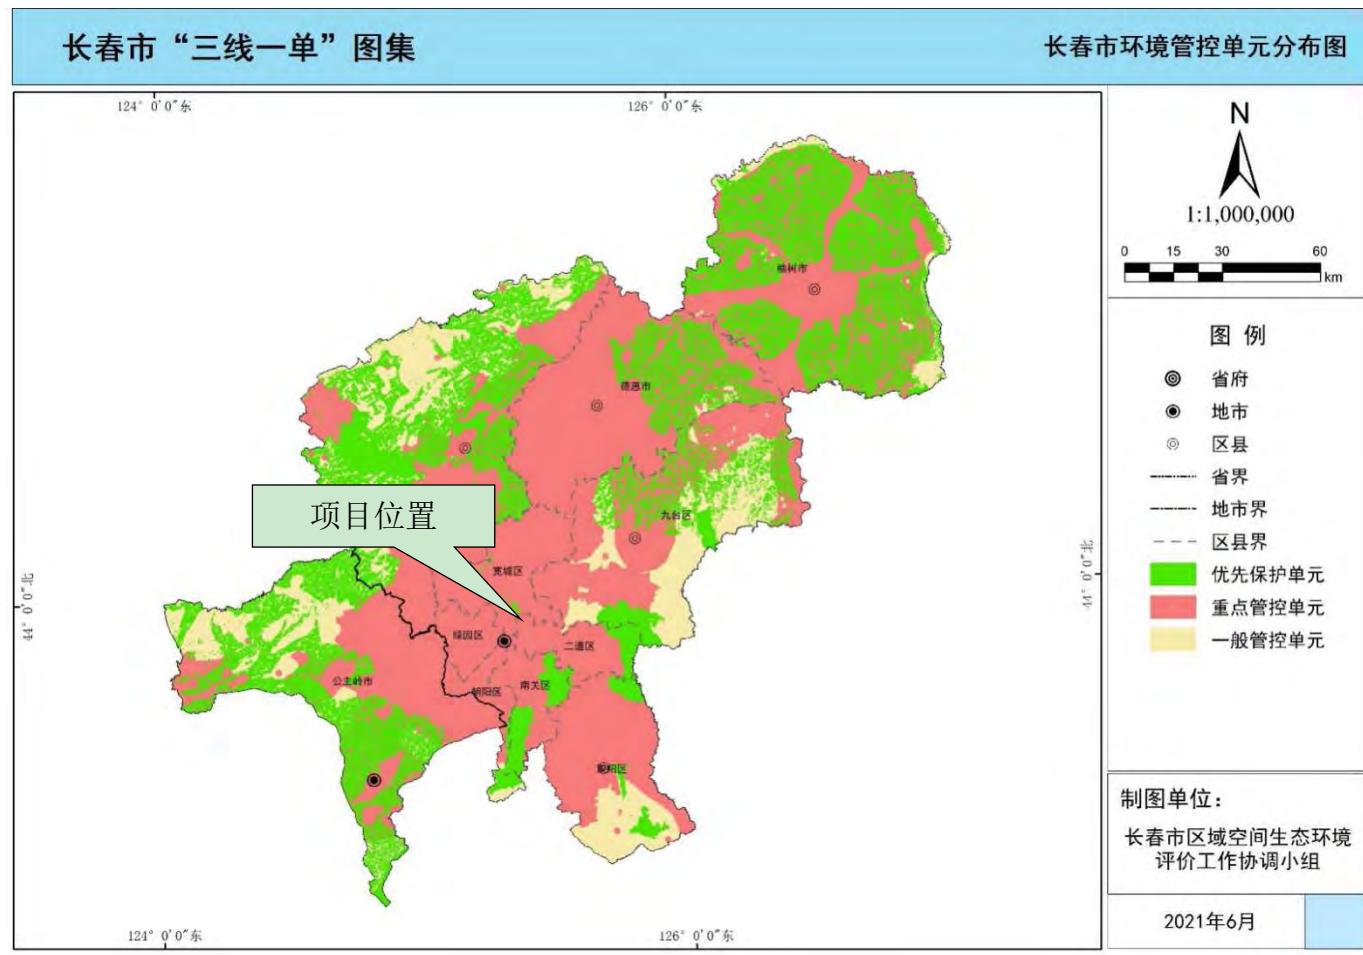 长春市“三线一单”图集
长春市环境管控单元分布图
124° 0′0″东
126° 0′0″东
N
1:1,000,000
0 15 30 60
km
图 例
省府
地市
区县
省界
地市界
区县界
优先保护单元
重点管控单元
一般管控单元
榆树市
德惠市
项目位置
九台区
宽城区
44° 0′0″北
44° 0′0″北
绿园区
二道区
公主岭市
朝阳区
南关区
双阳区
制图单位：
长春市区域空间生态环境
评价工作协调小组
2021年6月
124° 0′0″东
126° 0′0″东